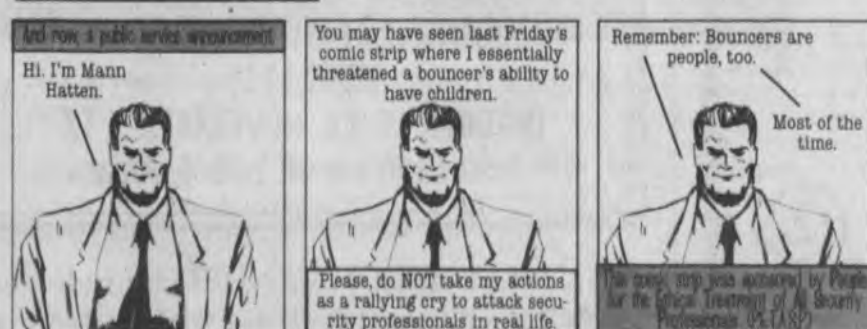 And now, a public service announcement
Hi. I'm Mann
Hatten.
You may have seen last Friday's
comic strip where I essentially
threatened a bouncer's ability to
have children.
Please, do NOT take my actions
as a rallying cry to attack secu-
rity professionals in real life.
Remember: Bouncers are
people, too.
Most of the
time.
This comic strip was sponsored by People
for the Ethical Treatment of All Security
Professionals